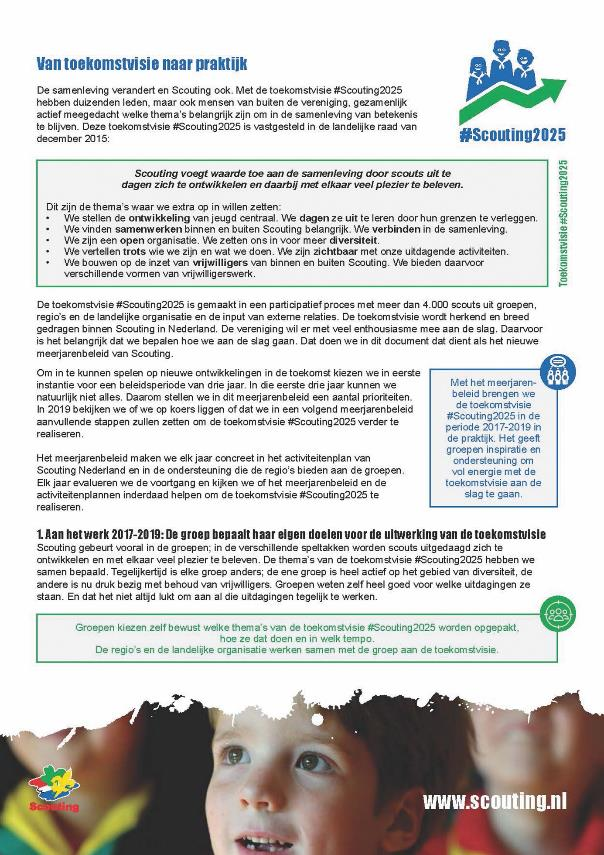 Van toekomstvisie naar praktijk
De samenleving verandert en Scouting ook. Met de toekomstvisie #Scouting2025
hebben duizenden leden, maar ook mensen van buiten de vereniging, gezamenlijk
actief meegedacht welke thema's belangrijk zijn om in de samenleving van betekenis
te blijven. Deze toekomstvisie #Scouting2025 is vastgesteld in de landelijke raad van
december 2015:
#Scouting2025
Scouting voegt waarde toe aan de samenleving door scouts uit te
dagen zich te ontwikkelen en daarbij met elkaar veel plezier te beleven.
Dit zijn de thema's waar we extra op in willen zetten:
• We stellen de ontwikkeling van jeugd centraal. We dagen ze uit te leren door hun grenzen te verleggen.
• We vinden samenwerken binnen en buiten Scouting belangrijk. We verbinden in de samenleving.
• We zijn een open organisatie. We zetten ons in voor meer diversiteit.
• We vertellen trots wie we zijn en wat we doen. We zijn zichtbaar met onze uitdagende activiteiten.
• We bouwen op de inzet van vrijwilligers van binnen en buiten Scouting. We bieden daarvoor
verschillende vormen van vrijwilligerswerk.
Toekomstvisie #Scouting2025
De toekomstvisie #Scouting2025 is gemaakt in een participatief proces met meer dan 4.000 scouts uit groepen,
regio's en de landelijke organisatie en de input van externe relaties. De toekomstvisie wordt herkend en breed
gedragen binnen Scouting in Nederland. De vereniging wil er met veel enthousiasme mee aan de slag. Daarvoor
is het belangrijk dat we bepalen hoe we aan de slag gaan. Dat doen we in dit document dat dient als het nieuwe
meerjarenbeleid van Scouting.
Om in te kunnen spelen op nieuwe ontwikkelingen in de toekomst kiezen we in eerste
instantie voor een beleidsperiode van drie jaar. In die eerste drie jaar kunnen we
natuurlijk niet alles. Daarom stellen we in dit meerjarenbeleid een aantal prioriteiten.
In 2019 bekijken we of we op koers liggen of dat we in een volgend meerjarenbeleid
aanvullende stappen zullen zetten om de toekomstvisie #Scouting2025 verder te
realiseren.
Het meerjarenbeleid maken we elk jaar concreet in het activiteitenplan van
Scouting Nederland en in de ondersteuning die de regio's bieden aan de groepen.
Elk jaar evalueren we de voortgang en kijken we of het meerjarenbeleid en de
activiteitenplannen inderdaad helpen om de toekomstvisie #Scouting2025 te
realiseren.
Met het meerjaren-
beleid brengen we
de toekomstvisie
#Scouting2025 in de
periode 2017-2019 in
de praktijk. Het geeft
groepen inspiratie en
ondersteuning om
vol energie met de
toekomstvisie aan de
slag te gaan.
1. Aan het werk 2017-2019: De groep bepaalt haar eigen doelen voor de uitwerking van de toekomstvisie
Scouting gebeurt vooral in de groepen; in de verschillende speltakken worden scouts uitgedaagd zich te
ontwikkelen en met elkaar veel plezier te beleven. De thema's van de toekomstvisie #Scouting2025 hebben we
samen bepaald. Tegelijkertijd is elke groep anders; de ene groep is heel actief op het gebied van diversiteit, de
andere is nu druk bezig met behoud van vrijwilligers. Groepen weten zelf heel goed voor welke uitdagingen ze
staan. En dat het niet altijd lukt om aan al die uitdagingen tegelijk te werken.
Groepen kiezen zelf bewust welke thema's van de toekomstvisie #Scouting2025 worden opgepakt,
hoe ze dat doen en in welk tempo.
De regio's en de landelijke organisatie werken samen met de groep aan de toekomstvisie.
Scouting
www.scouting.nl